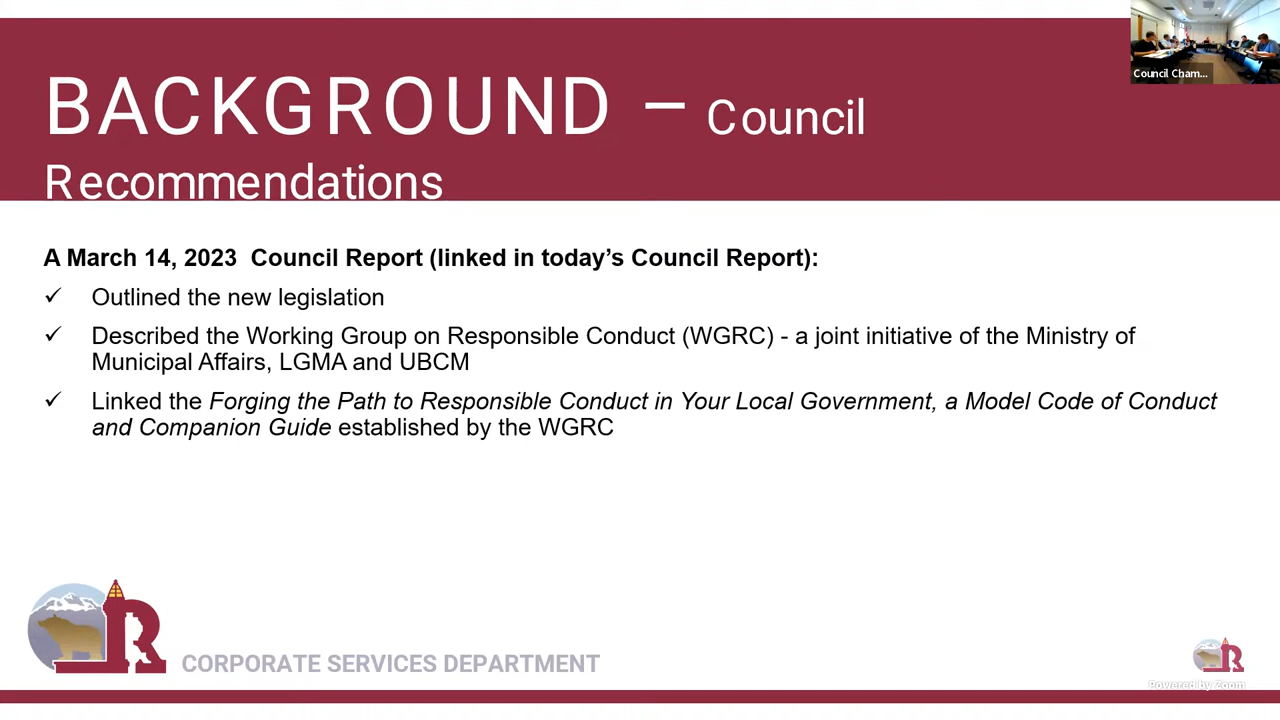 Council Cham...
BACKGROUND – Council
Recommendations
A March 14, 2023 Council Report (linked in today's Council Report):
✓ Outlined the new legislation
✓ Described the Working Group on Responsible Conduct (WGRC) - a joint initiative of the Ministry of
Municipal Affairs, LGMA and UBCM
✓ Linked the Forging the Path to Responsible Conduct in Your Local Government, a Model Code of Conduct
and Companion Guide established by the WGRC
R
CORPORATE SERVICES DEPARTMENT
R
Powered by Zoom